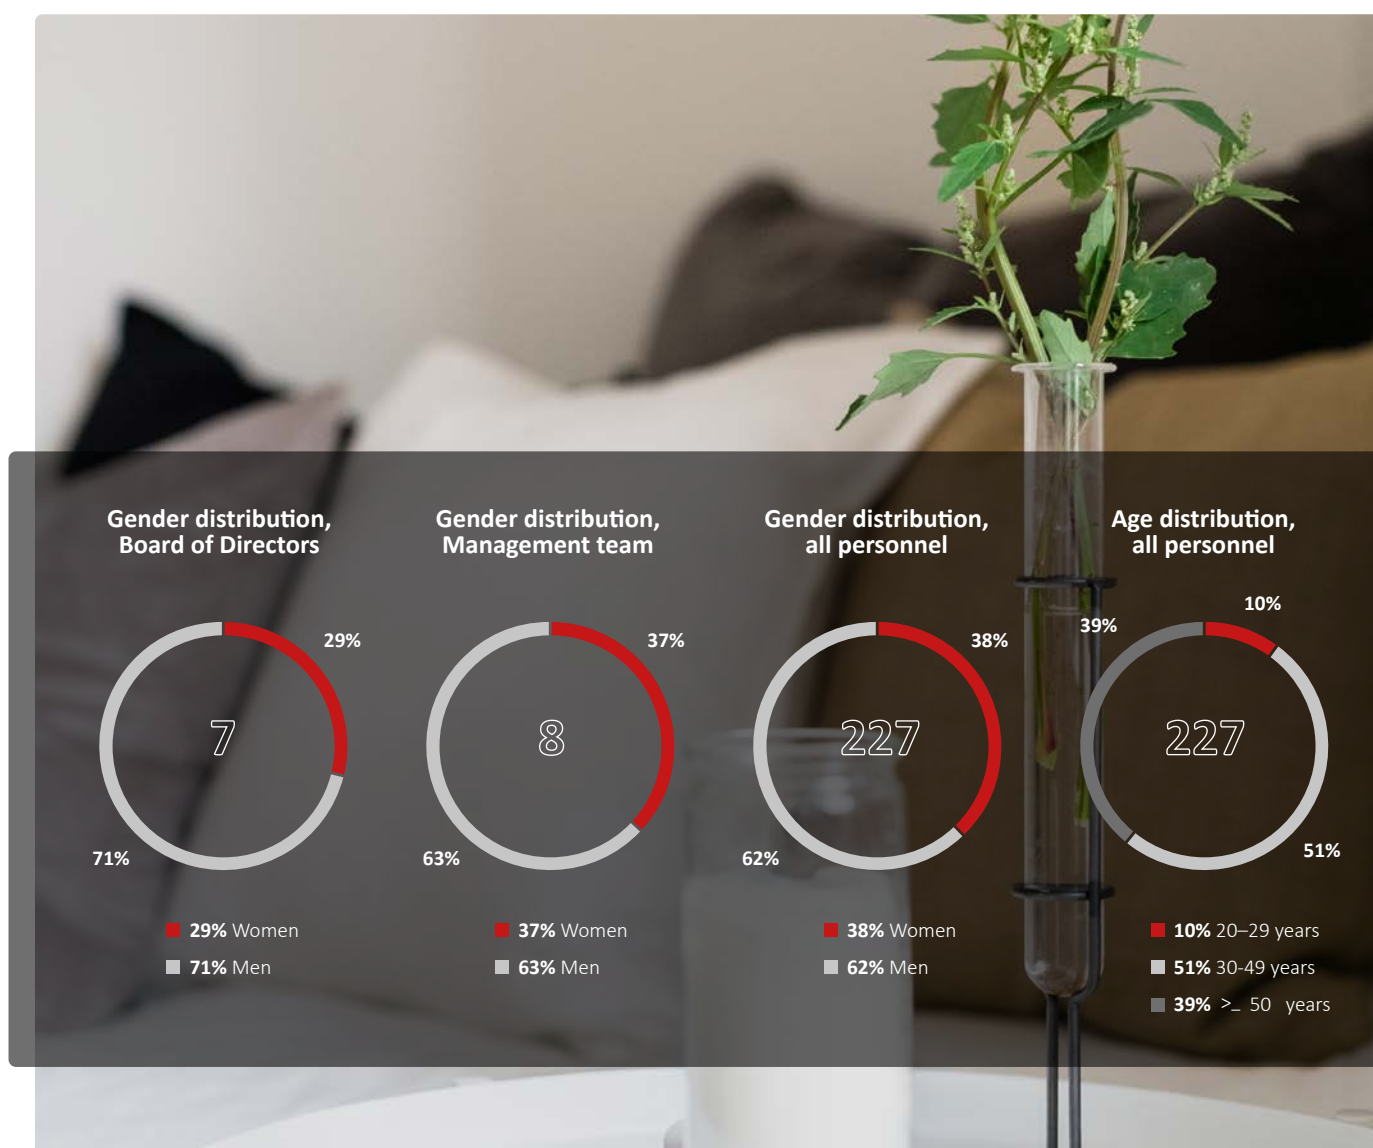 Gender distribution,
Board of Directors
29%
7
71%
29% Women
71% Men
Gender distribution,
Management team
37%
8
63%
37% Women
63% Men
Gender distribution,
all personnel
38%
227
62%
38% Women
62% Men
Age distribution,
all personnel
10%
39%
227
51%
10% 20–29 years
51% 30-49 years
39% >_ 50 years